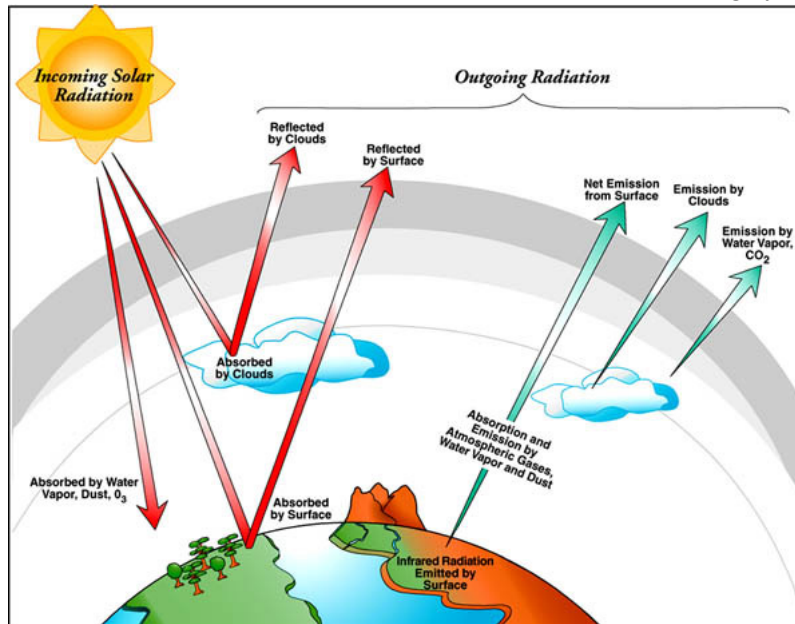 Incoming Solar
Radiation
Outgoing Radiation
Reflected
by Clouds
Reflected
by Surface
Net Emission
from Surface
Emission by
Clouds
Emission by
Water Vapor,
CO2
Absorbed
by Clouds
Absorption and
Emission by
Atmospheric Gases,
Water Vapor and Dust
Absorbed by Water
Vapor, Dust, 03
Absorbed
by Surface
Infrared Radiation
Emitted by
Surface